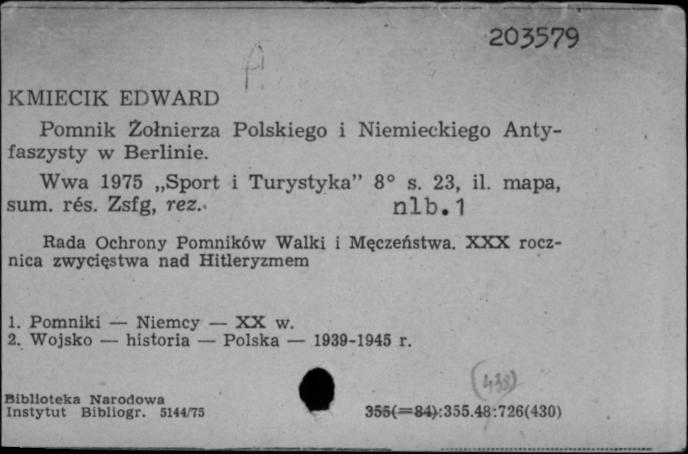 203579
KMIECIK EDWARD
Pomnik Żołnierza Polskiego i Niemieckiego Anty-
faszysty w Berlinie.
Wwa 1975 „Sport i Turystyka” 8° s. 23, il. mapa,
sum. rés. Zsfg, rez.
nlb.1
Rada Ochrony Pomników Walki i Męczeństwa. XXX rocz-
nica zwycięstwa nad Hitleryzmem
1. Pomniki — Niemcy — XX w.
2. Wojsko — historia — Polska — 1939-1945 r.
(438)
Biblioteka Narodowa
Instytut Bibliogr. 5144/75
355(=84):355.48:726(430)